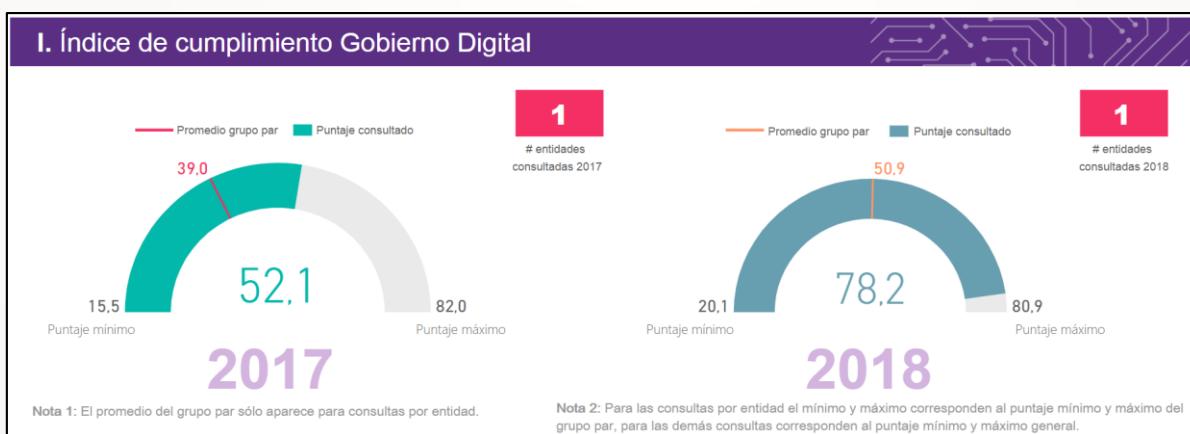 I. Índice de cumplimiento Gobierno Digital
Promedio grupo par
Puntaje consultado
1
# entidades
consultadas 2017
39,0
52,1
15,5
Puntaje mínimo
82,0
Puntaje máximo
2017
Nota 1: El promedio del grupo par sólo aparece para consultas por entidad.
Promedio grupo par
Puntaje consultado
1
# entidades
consultadas 2018
50,9
78,2
20,1
Puntaje mínimo
80,9
Puntaje máximo
2018
Nota 2: Para las consultas por entidad el mínimo y máximo corresponden al puntaje mínimo y máximo del
grupo par, para las demás consultas corresponden al puntaje mínimo y máximo general.